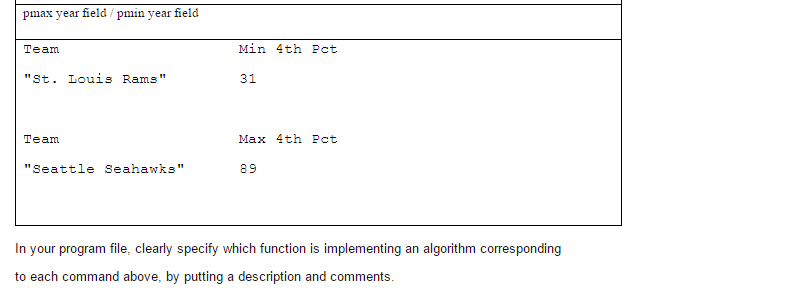 pmax year field / pmin year field
Team Min 4th Pct
"St. Louis Rams" 31
Team Max 4th Pct
"Seattle Seahawks" 89
In your program file, clearly specify which function is implementing an algorithm corresponding
to each command above, by putting a description and comments.